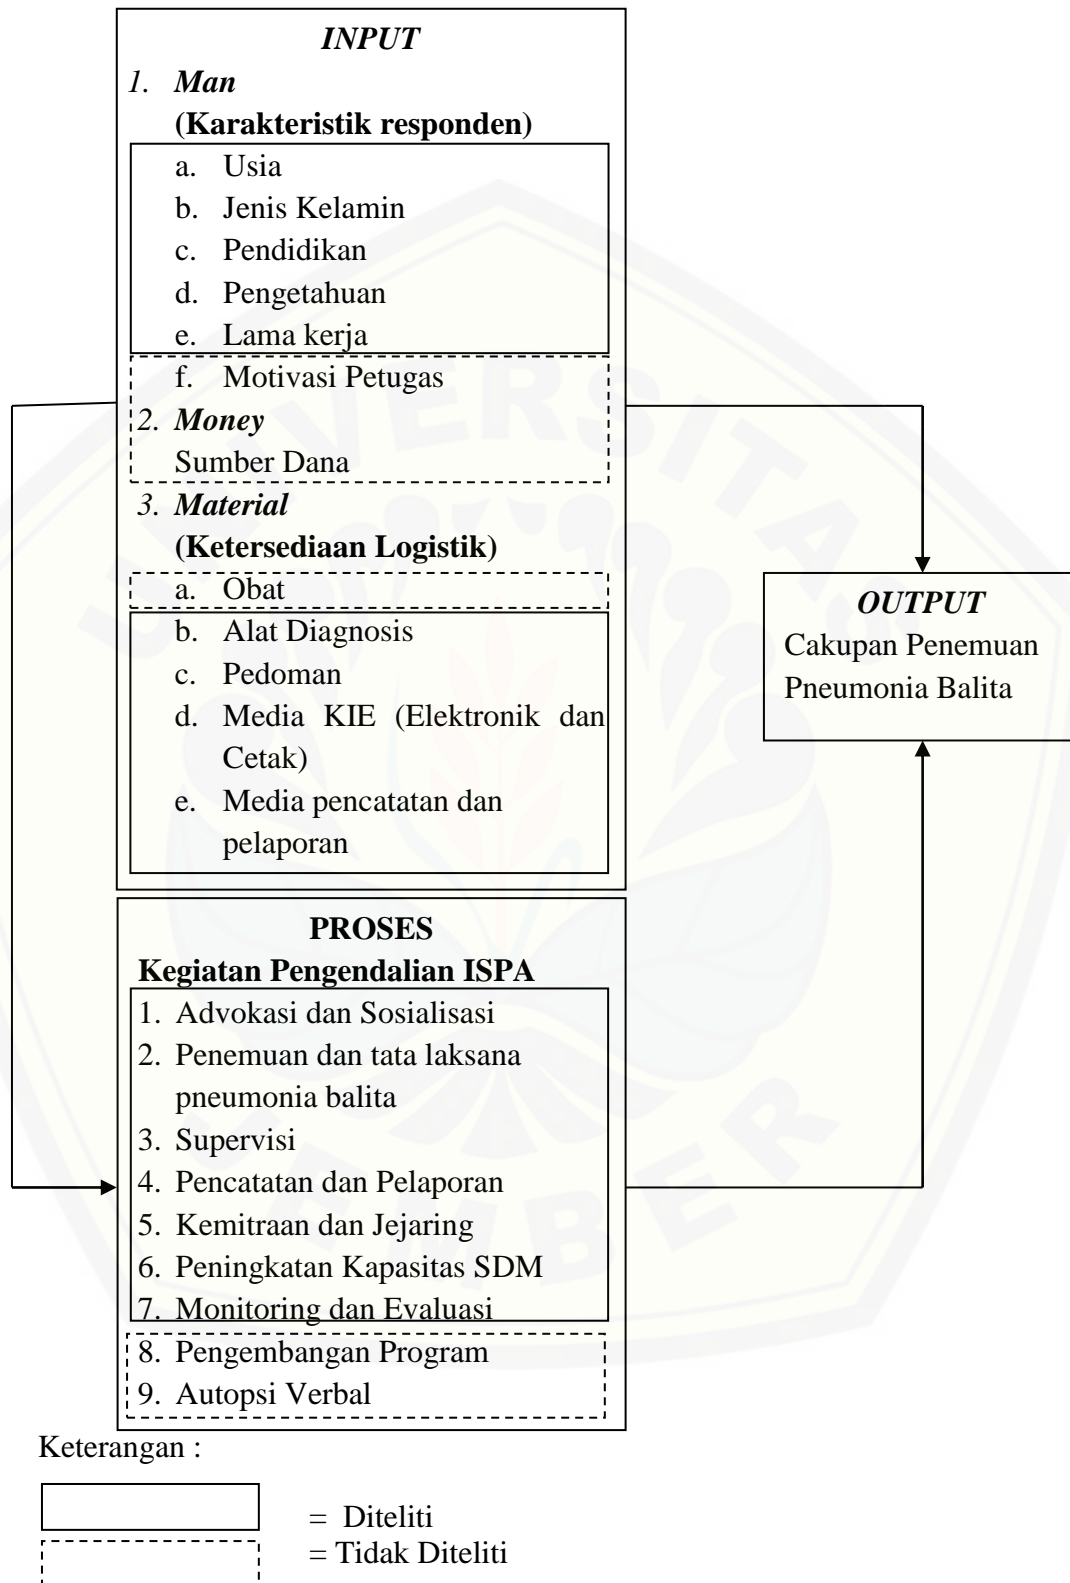 INPUT
1. Man
(Karakteristik responden)
a. Usia
b. Jenis Kelamin
c. Pendidikan
d. Pengetahuan
e. Lama kerja
f. Motivasi Petugas
2. Money
Sumber Dana
3. Material
(Ketersediaan Logistik)
a. Obat
b. Alat Diagnosis
c. Pedoman
d. Media KIE (Elektronik dan
Cetak)
e. Media pencatatan dan
pelaporan
OUTPUT
Cakupan Penemuan
Pneumonia Balita
PROSES
Kegiatan Pengendalian ISPA
1. Advokasi dan Sosialisasi
2. Penemuan dan tata laksana
pneumonia balita
3. Supervisi
4. Pencatatan dan Pelaporan
5. Kemitraan dan Jejaring
6. Peningkatan Kapasitas SDM
7. Monitoring dan Evaluasi
8. Pengembangan Program
9. Autopsi Verbal
Keterangan :
= Diteliti
= Tidak Diteliti
UNIVERSITAS
JEMBER